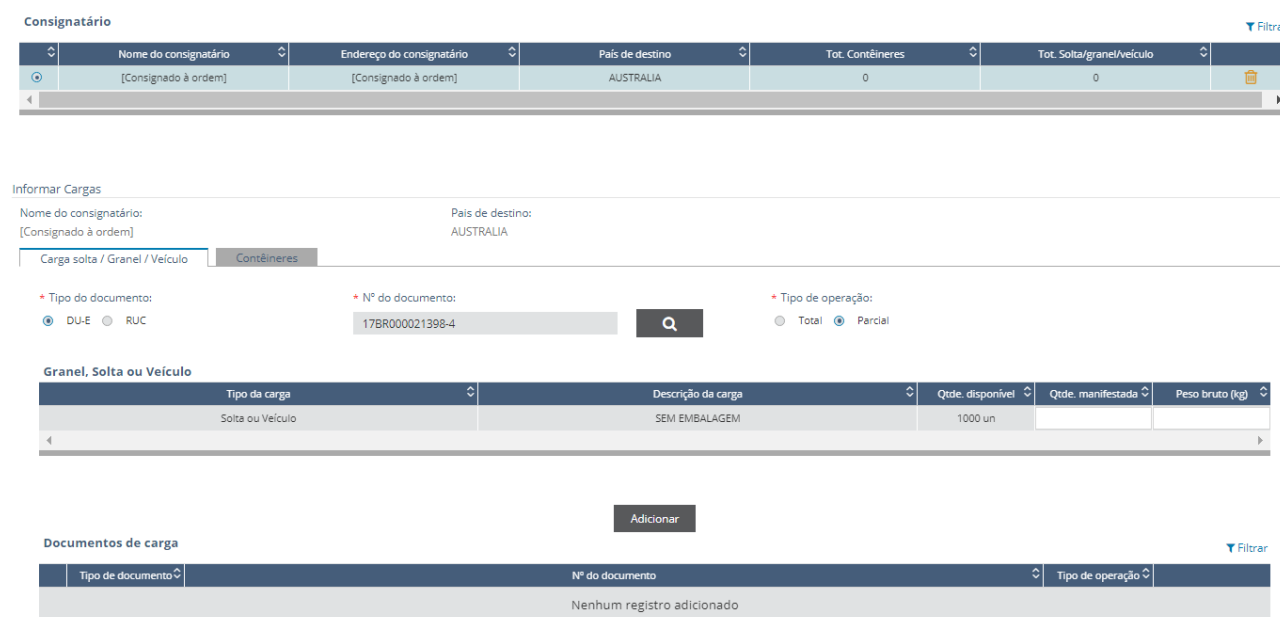 Consignatário
Filtra
Nome do consignatário Endereço do consignatário País de destino Tot. Contêineres Tot. Solta/granel/veículo
[Consignado à ordem] [Consignado à ordem] AUSTRALIA 0 0
Informar Cargas
Nome do consignatário: Pais de destino:
[Consignado à ordem] AUSTRALIA
Carga solta / Granel / Veículo Contêineres
* Tipo do documento: * Nº do documento: * Tipo de operação:
DU-E RUC 17BR000021398-4 Total Parcial
Granel, Solta ou Veículo
Tipo da carga Descrição da carga Qtde. disponível Qtde. manifestada Peso bruto (kg)
Solta ou Veículo SEM EMBALAGEM 1000 un
Adicionar
Documentos de carga
Filtrar
Tipo de documento Nº do documento Tipo de operação
Nenhum registro adicionado